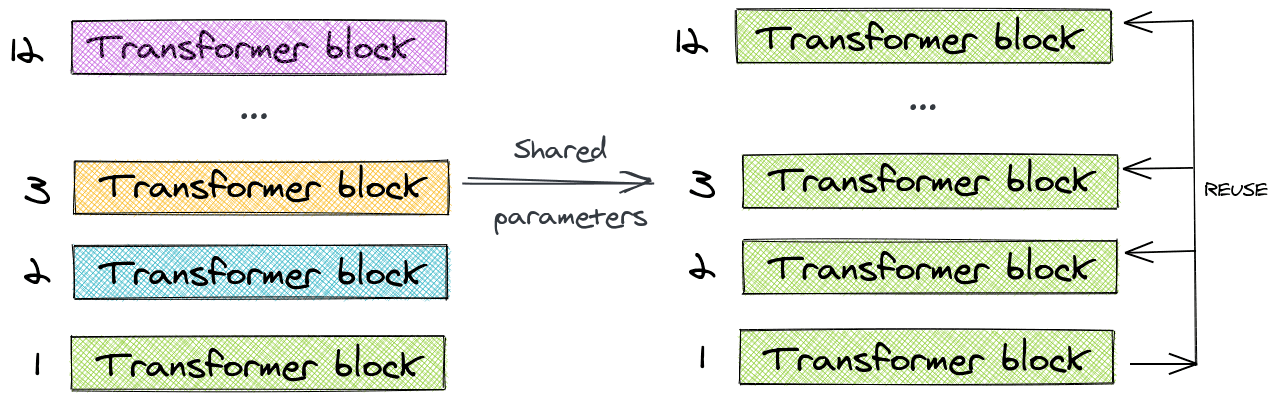 12 Transformer block
...
3 Transformer block
2 Transformer block
1 Transformer block
Shared
parameters
12 Transformer block
...
3 Transformer block
2 Transformer block
1 Transformer block
REUSE